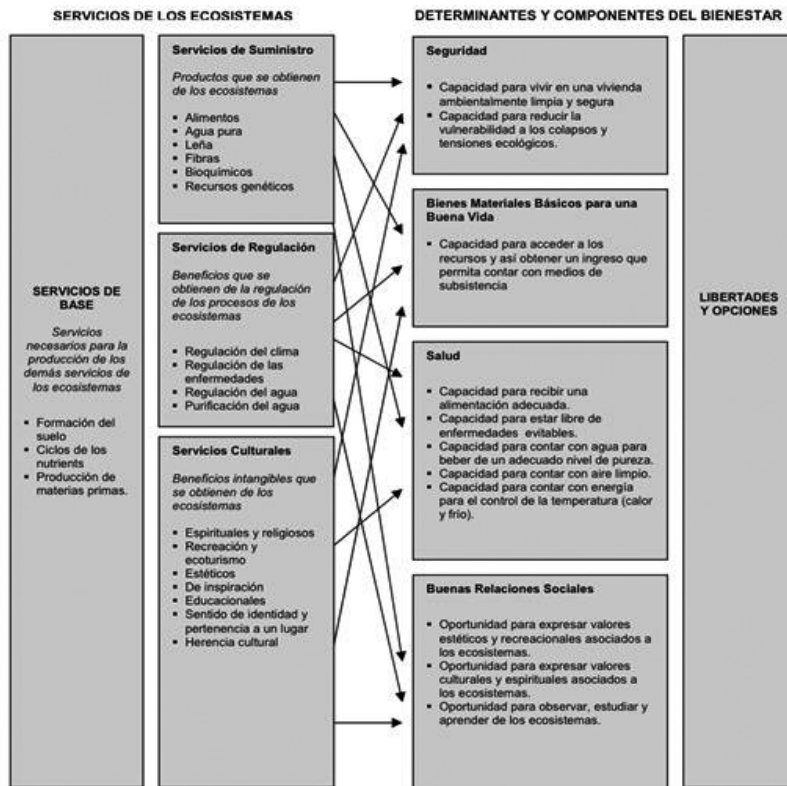 SERVICIOS DE LOS ECOSISTEMAS
DETERMINANTES Y COMPONENTES DEL BIENESTAR
SERVICIOS DE
BASE
Servicios
necesarios para la
producción de los
demás servicios de
los ecosistemas
▪ Formación del
suelo
▪ Ciclos de los
nutrients
▪ Producción de
materias primas.
Servicios de Suministro
Productos que se obtienen
de los ecosistemas
▪ Alimentos
▪ Agua pura
▪ Leña
▪ Fibras
▪ Bioquímicos
▪ Recursos genéticos
Servicios de Regulación
Beneficios que se
obtienen de la regulación
de los procesos de los
ecosistemas
▪ Regulación del clima
▪ Regulación de las
enfermedades
▪ Regulación del agua
▪ Purificación del agua
Servicios Culturales
Beneficios intangibles que
se obtienen de los
ecosistemas
▪ Espirituales y religiosos
▪ Recreación y
ecoturismo
▪ Estéticos
▪ De inspiración
▪ Educacionales
▪ Sentido de identidad y
pertenencia a un lugar
▪ Herencia cultural
Seguridad
▪ Capacidad para vivir en una vivienda
ambientalmente limpia y segura
▪ Capacidad para reducir la
vulnerabilidad a los colapsos y
tensiones ecológicos.
Bienes Materiales Básicos para una
Buena Vida
▪ Capacidad para acceder a los
recursos y así obtener un ingreso que
permita contar con medios de
subsistencia
Salud
▪ Capacidad para recibir una
alimentación adecuada.
▪ Capacidad para estar libre de
enfermedades evitables.
▪ Capacidad para contar con agua para
beber de un adecuado nivel de pureza.
▪ Capacidad para contar con aire limpio.
▪ Capacidad para contar con energía
para el control de la temperatura (calor
y frío).
Buenas Relaciones Sociales
▪ Oportunidad para expresar valores
estéticos y recreacionales asociados a
los ecosistemas.
▪ Oportunidad para expresar valores
culturales y espirituales asociados a
los ecosistemas.
▪ Oportunidad para observar, estudiar y
aprender de los ecosistemas.
LIBERTADES
Y OPCIONES